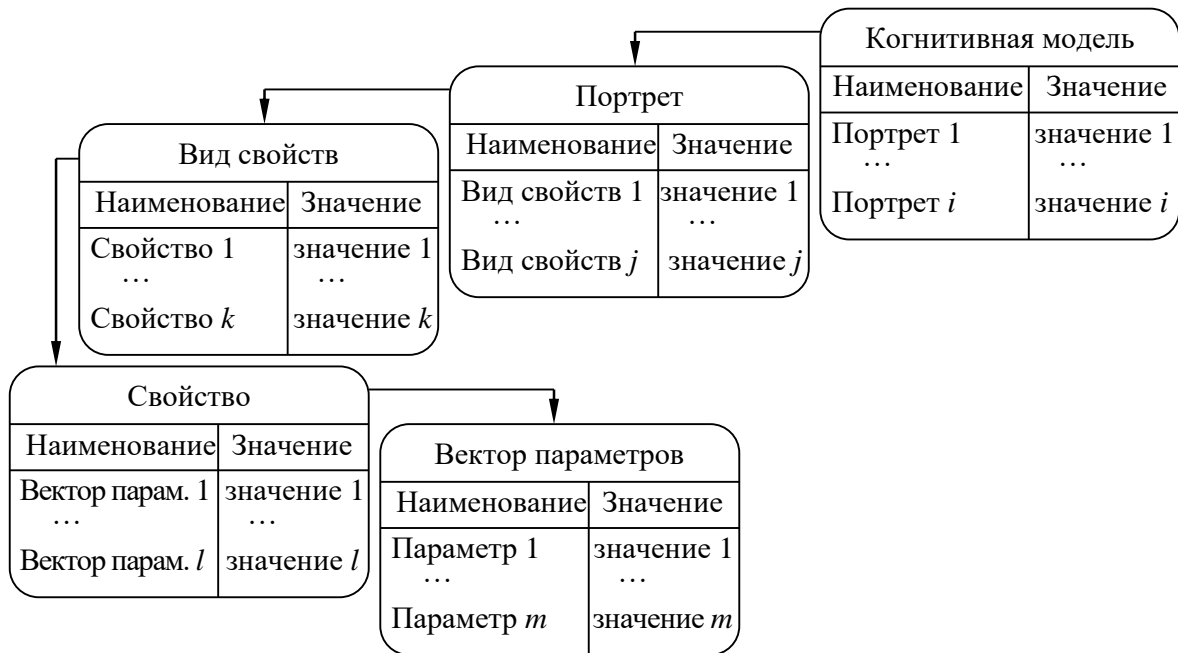 Когнитивная модель
Наименование Значение
Портрет 1 значение 1
... ...
Портрет i значение i
Портрет
Наименование Значение
Вид свойств 1 значение 1
... ...
Вид свойств j значение j
Вид свойств
Наименование Значение
Свойство 1 значение 1
... ...
Свойство k значение k
Свойство
Наименование Значение
Вектор парам. 1 значение 1
... ...
Вектор парам. l значение l
Вектор параметров
Наименование Значение
Параметр 1 значение 1
... ...
Параметр m значение m